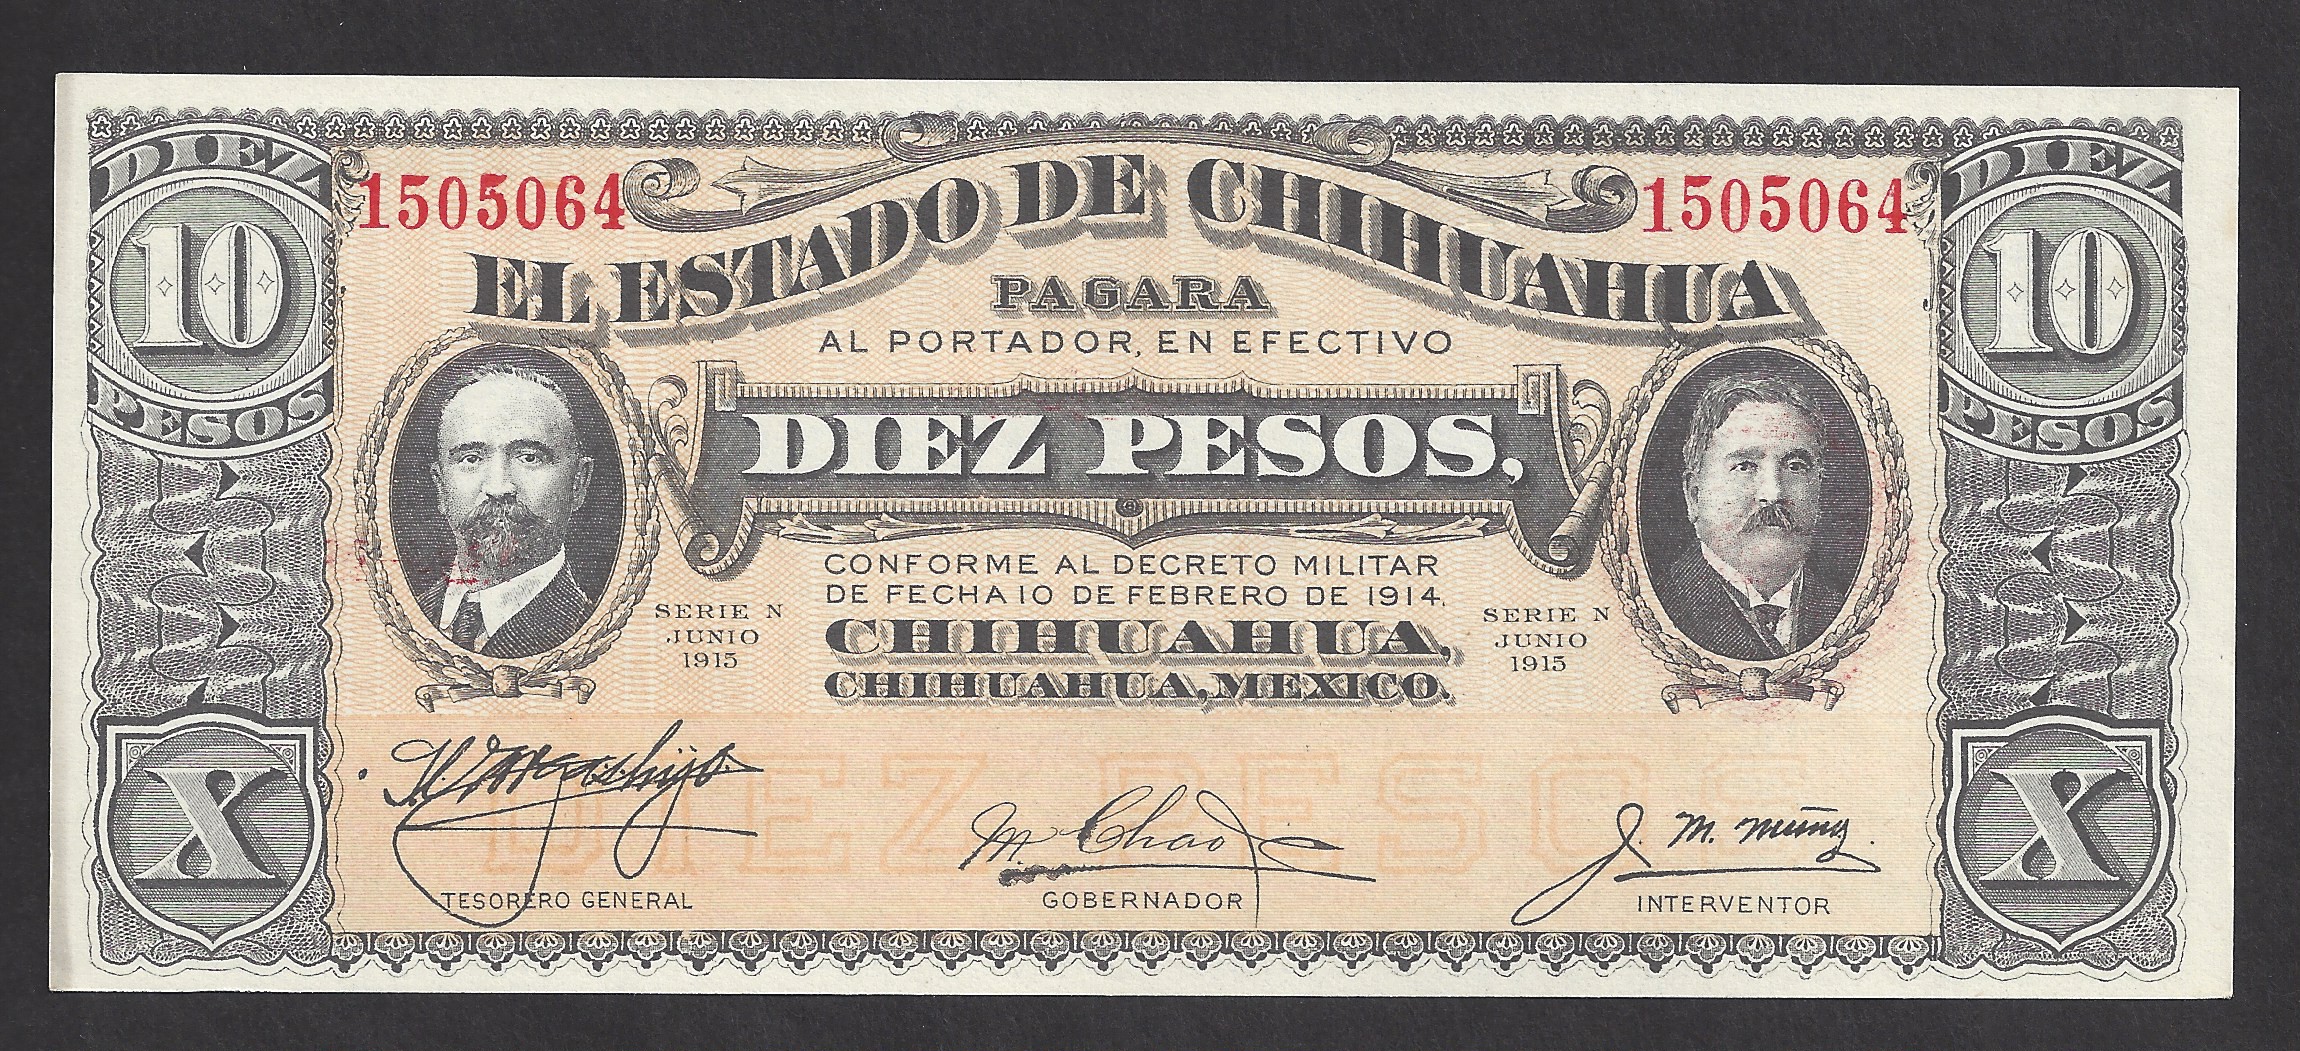 DIEZ
10
PESOS
X
1505064
1505064
EL ESTADO DE CHIHUAHUA
PAGARA
AL PORTADOR, EN EFECTIVO
DIEZ PESOS,
CONFORME AL DECRETO MILITAR
DE FECHA 10 DE FEBRERO DE 1914.
CHIHUAHUA,
CHIHUAHUA, MEXICO.
SERIE N
JUNIO
1915
SERIE N
JUNIO
1915
DIEZ PESOS
M. Chao
J. M. Muñoz
TESORERO GENERAL
GOBERNADOR
INTERVENTOR
DIEZ
10
PESOS
X